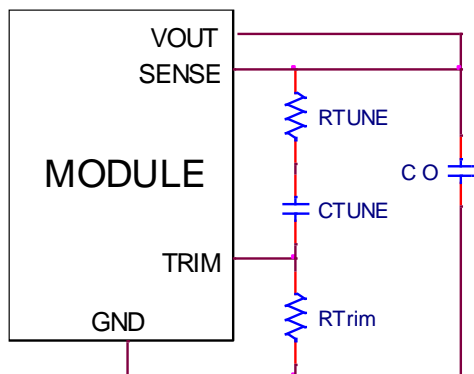 VOUT
SENSE
RTUNE
MODULE
C O
CTUNE
TRIM
GND
RTrim